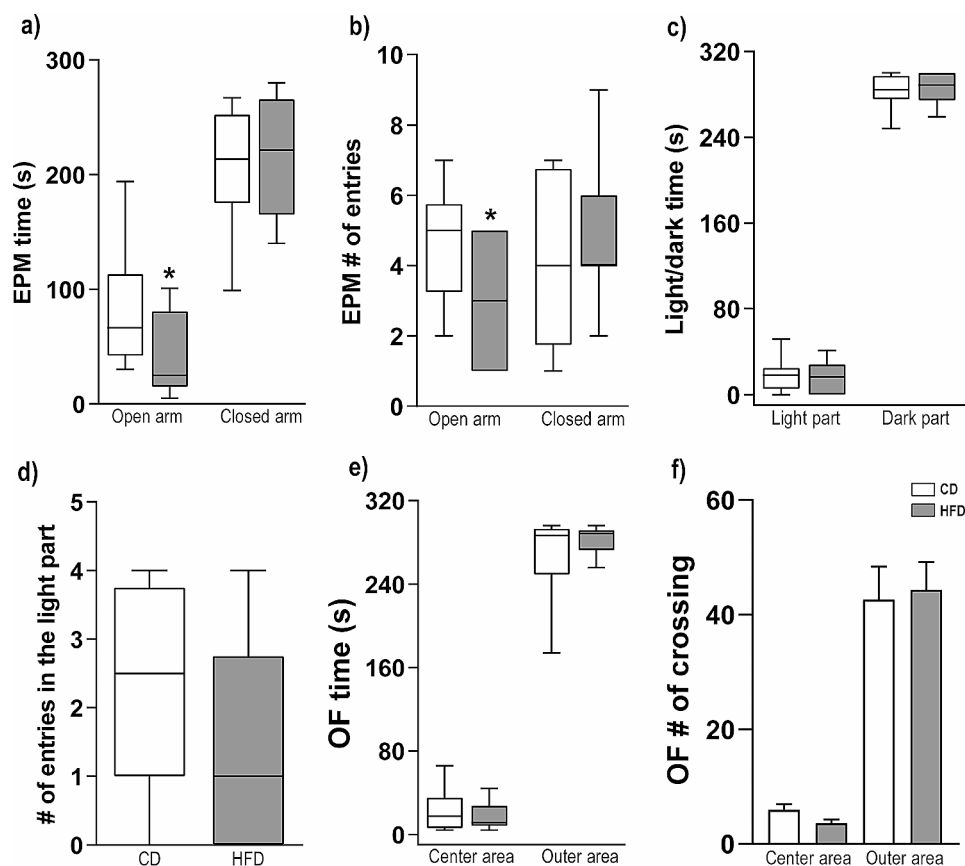 a)
EPM time (s)
300
200
100
0
*
Open arm
Closed arm
b)
EPM # of entries
10
8
6
4
2
0
*
Open arm
Closed arm
c)
Light/dark time (s)
320
240
160
80
0
Light part
Dark part
d)
# of entries in the light part
5
4
3
2
1
0
CD
HFD
e)
OF time (s)
320
240
160
80
0
Center area
Outer area
f)
OF # of crossing
60
40
20
0
CD
HFD
Center area
Outer area